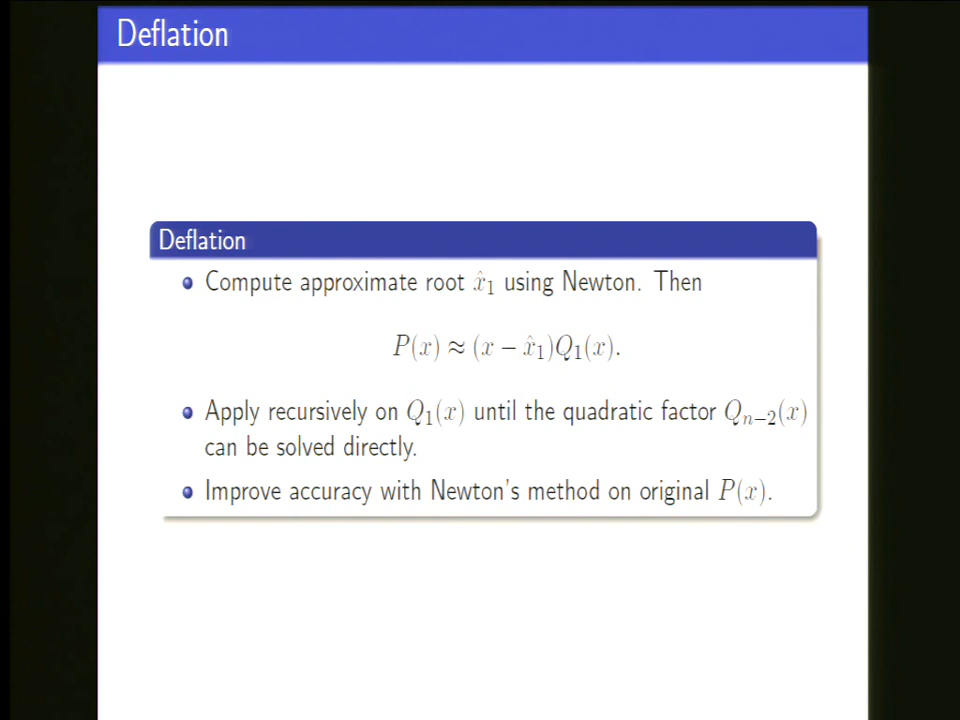 Deflation
Deflation
Compute approximate root x̂₁ using Newton. Then
P(x) ≈ (x − x̂₁)Q₁(x).
Apply recursively on Q₁(x) until the quadratic factor Qₙ₋₂(x)
can be solved directly.
Improve accuracy with Newton's method on original P(x).